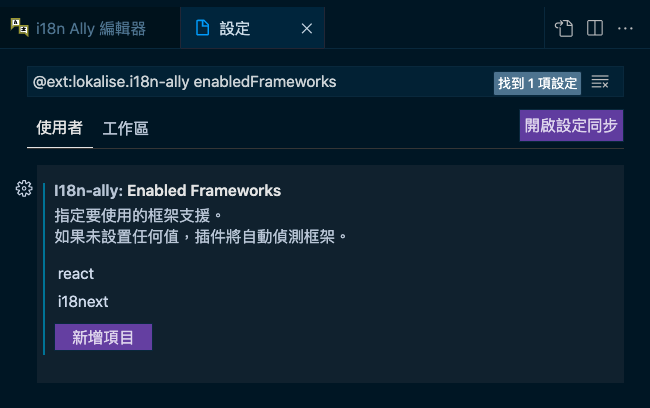 i18n Ally 編輯器
設定
@ext:lokalise.i18n-ally enabledFrameworks
找到 1 項設定
使用者
工作區
開啟設定同步
I18n-ally: Enabled Frameworks
指定要使用的框架支援。
如果未設置任何值，插件將自動偵測框架。
react
i18next
新增項目